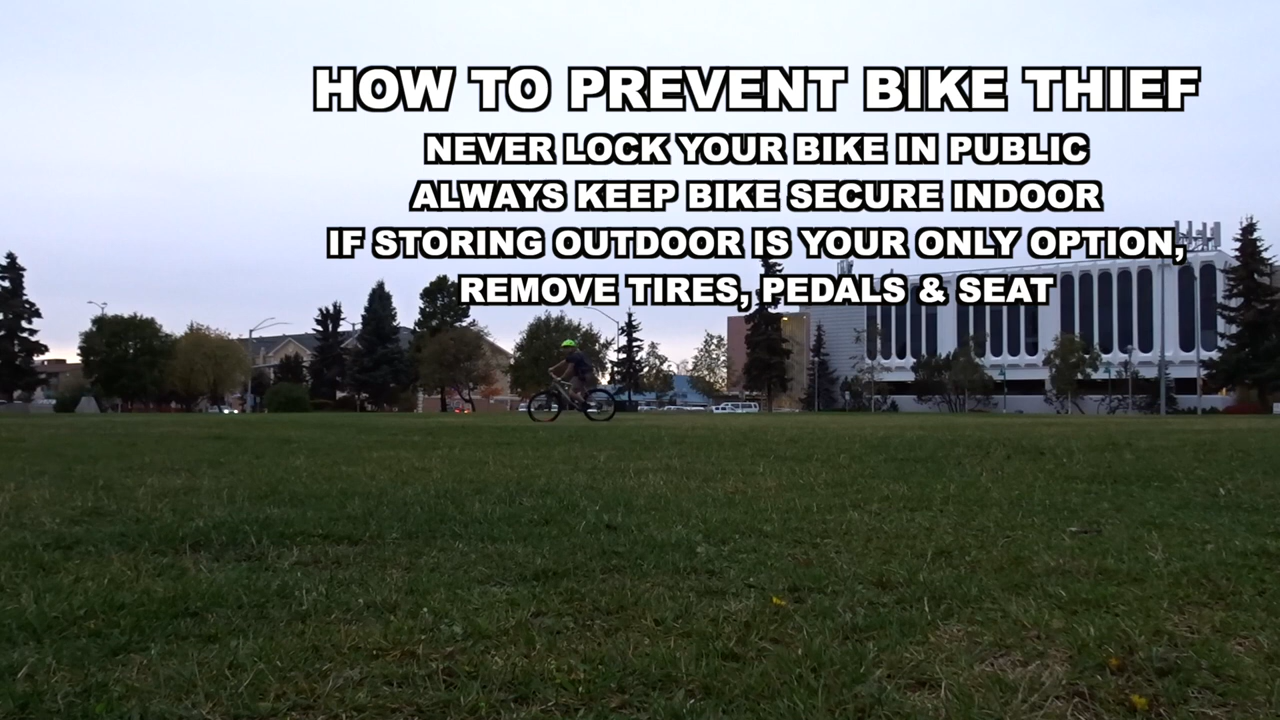 HOW TO PREVENT BIKE THIEF
NEVER LOCK YOUR BIKE IN PUBLIC
ALWAYS KEEP BIKE SECURE INDOOR
IF STORING OUTDOOR IS YOUR ONLY OPTION,
REMOVE TIRES, PEDALS & SEAT